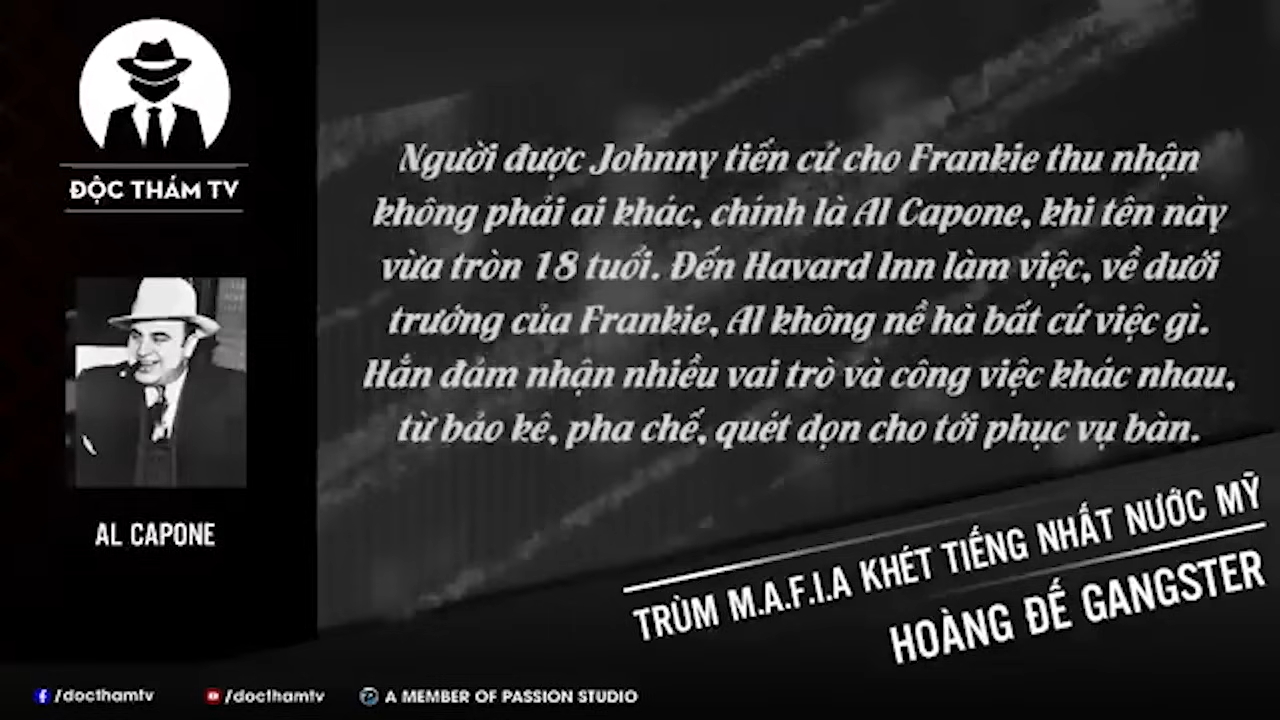 ĐỘC THÁM TV
AL CAPONE
Người được Johnny tiến cử cho Frankie thu nhận
không phải ai khác, chính là Al Capone, khi tên này
vừa tròn 18 tuổi. Đến Havard Inn làm việc, về dưới
trướng của Frankie, Al không nề hà bất cứ việc gì.
Hắn đảm nhận nhiều vai trò và công việc khác nhau,
từ bảo kê, pha chế, quét dọn cho tới phục vụ bàn.
TRÙM M.A.F.I.A KHÉT TIẾNG NHẤT NƯỚC MỸ
HOÀNG ĐẾ GANGSTER
/docthamtv
/docthamtv
A MEMBER OF PASSION STUDIO